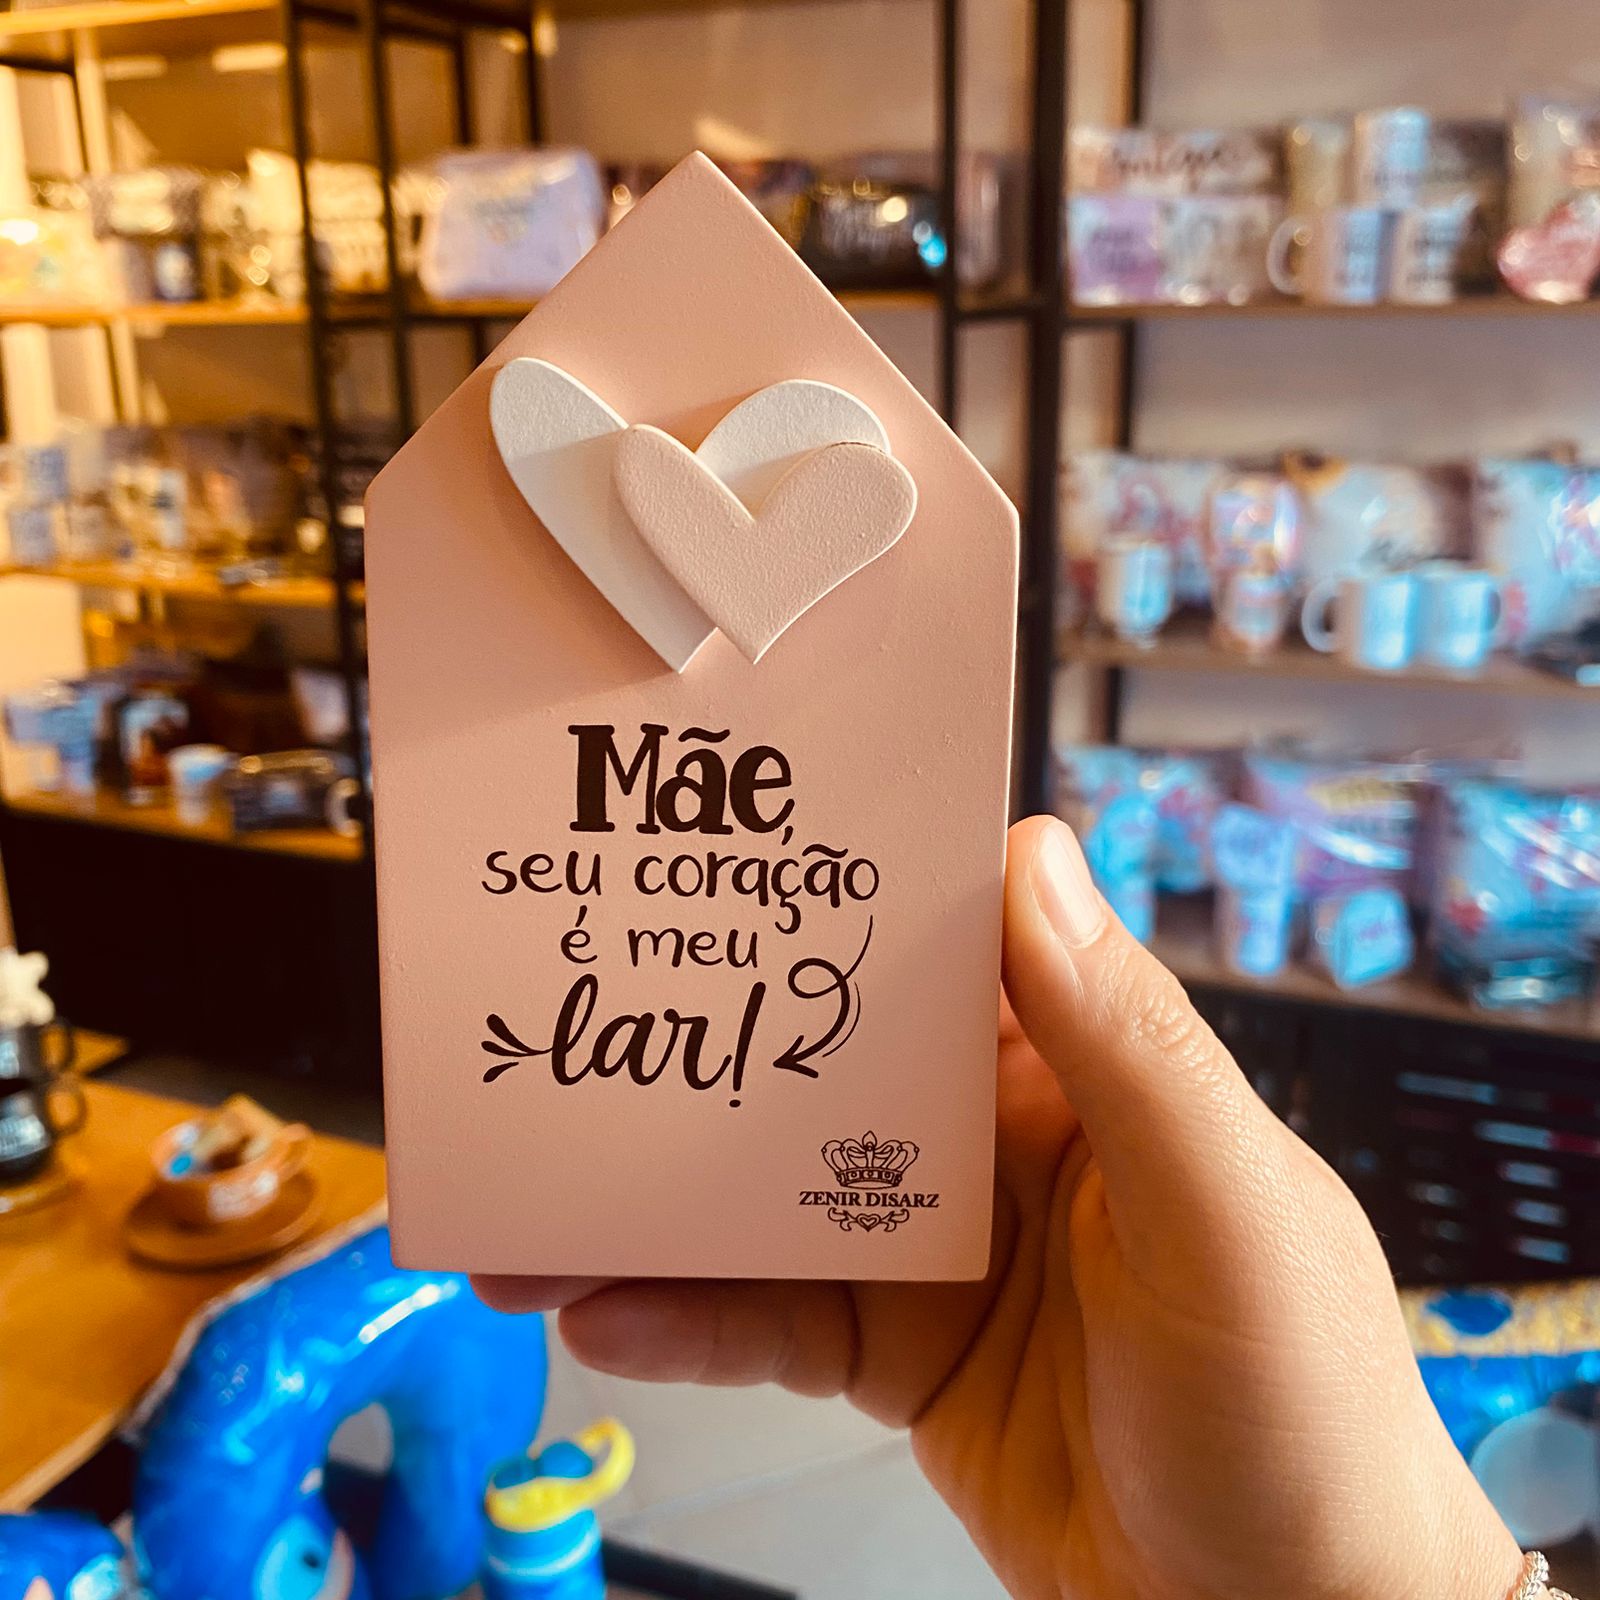 Mãe,
seu coração
é meu
lar!
ZENIR DISARZ